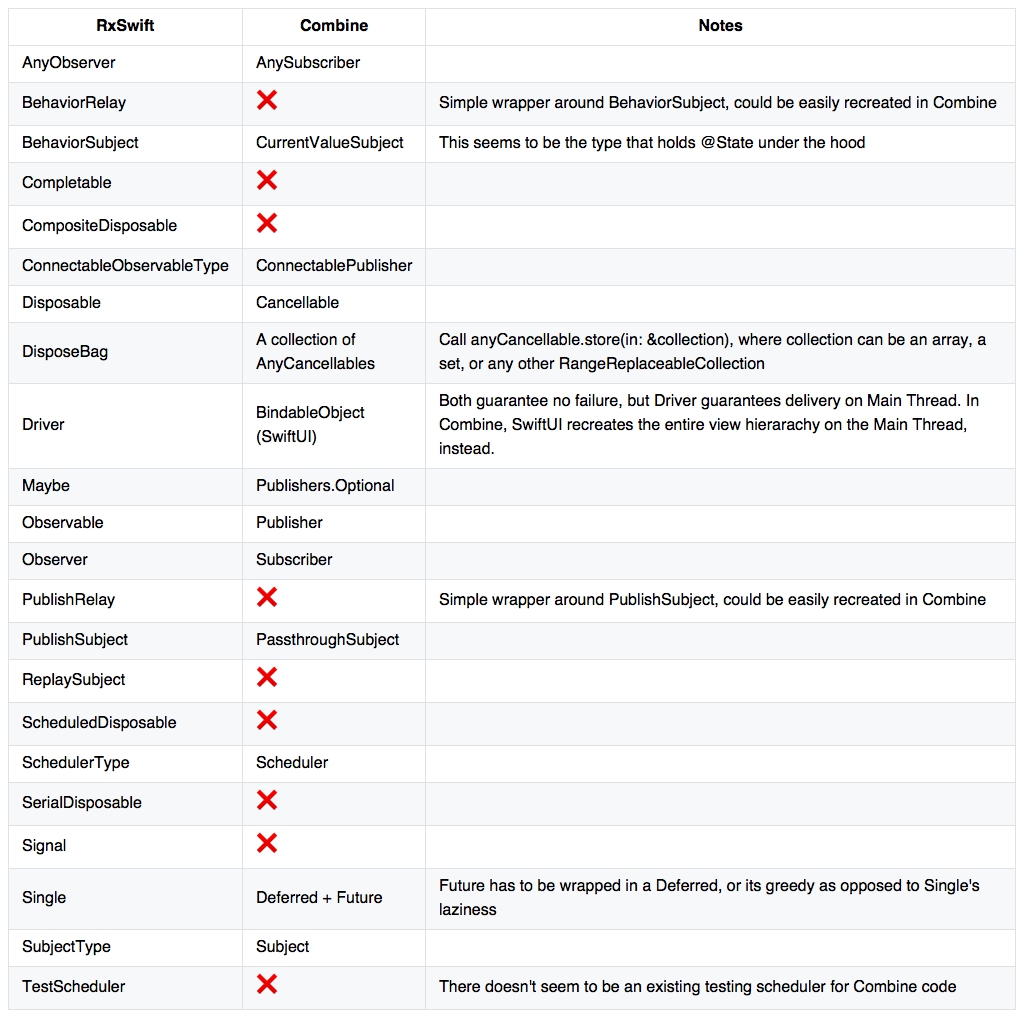 RxSwift Combine Notes
AnyObserver AnySubscriber
BehaviorRelay ❌ Simple wrapper around BehaviorSubject, could be easily recreated in Combine
BehaviorSubject CurrentValueSubject This seems to be the type that holds @State under the hood
Completable ❌
CompositeDisposable ❌
ConnectableObservableType ConnectablePublisher
Disposable Cancellable
DisposeBag
A collection of
AnyCancellables
Call anyCancellable.store(in: &collection), where collection can be an array, a
set, or any other RangeReplaceableCollection
Driver
BindableObject
(SwiftUI)
Both guarantee no failure, but Driver guarantees delivery on Main Thread. In
Combine, SwiftUI recreates the entire view hierarachy on the Main Thread,
instead.
Maybe Publishers.Optional
Observable Publisher
Observer Subscriber
PublishRelay ❌ Simple wrapper around PublishSubject, could be easily recreated in Combine
PublishSubject PassthroughSubject
ReplaySubject ❌
ScheduledDisposable ❌
SchedulerType Scheduler
SerialDisposable ❌
Signal ❌
Single Deferred + Future
Future has to be wrapped in a Deferred, or its greedy as opposed to Single's
laziness
SubjectType Subject
TestScheduler ❌ There doesn't seem to be an existing testing scheduler for Combine code